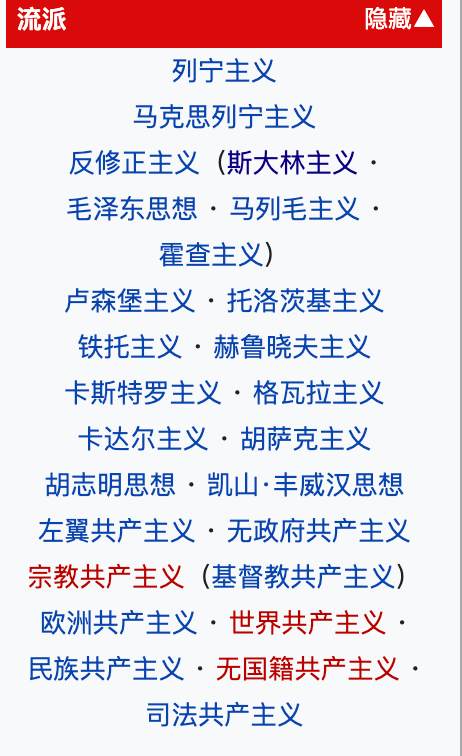 流派 隐藏▲
列宁主义
马克思列宁主义
反修正主义（斯大林主义 ·
毛泽东思想 · 马列毛主义 ·
霍查主义）
卢森堡主义 · 托洛茨基主义
铁托主义 · 赫鲁晓夫主义
卡斯特罗主义 · 格瓦拉主义
卡达尔主义 · 胡萨克主义
胡志明思想 · 凯山·丰威汉思想
左翼共产主义 · 无政府共产主义
宗教共产主义（基督教共产主义）
欧洲共产主义 · 世界共产主义 ·
民族共产主义 · 无国籍共产主义 ·
司法共产主义